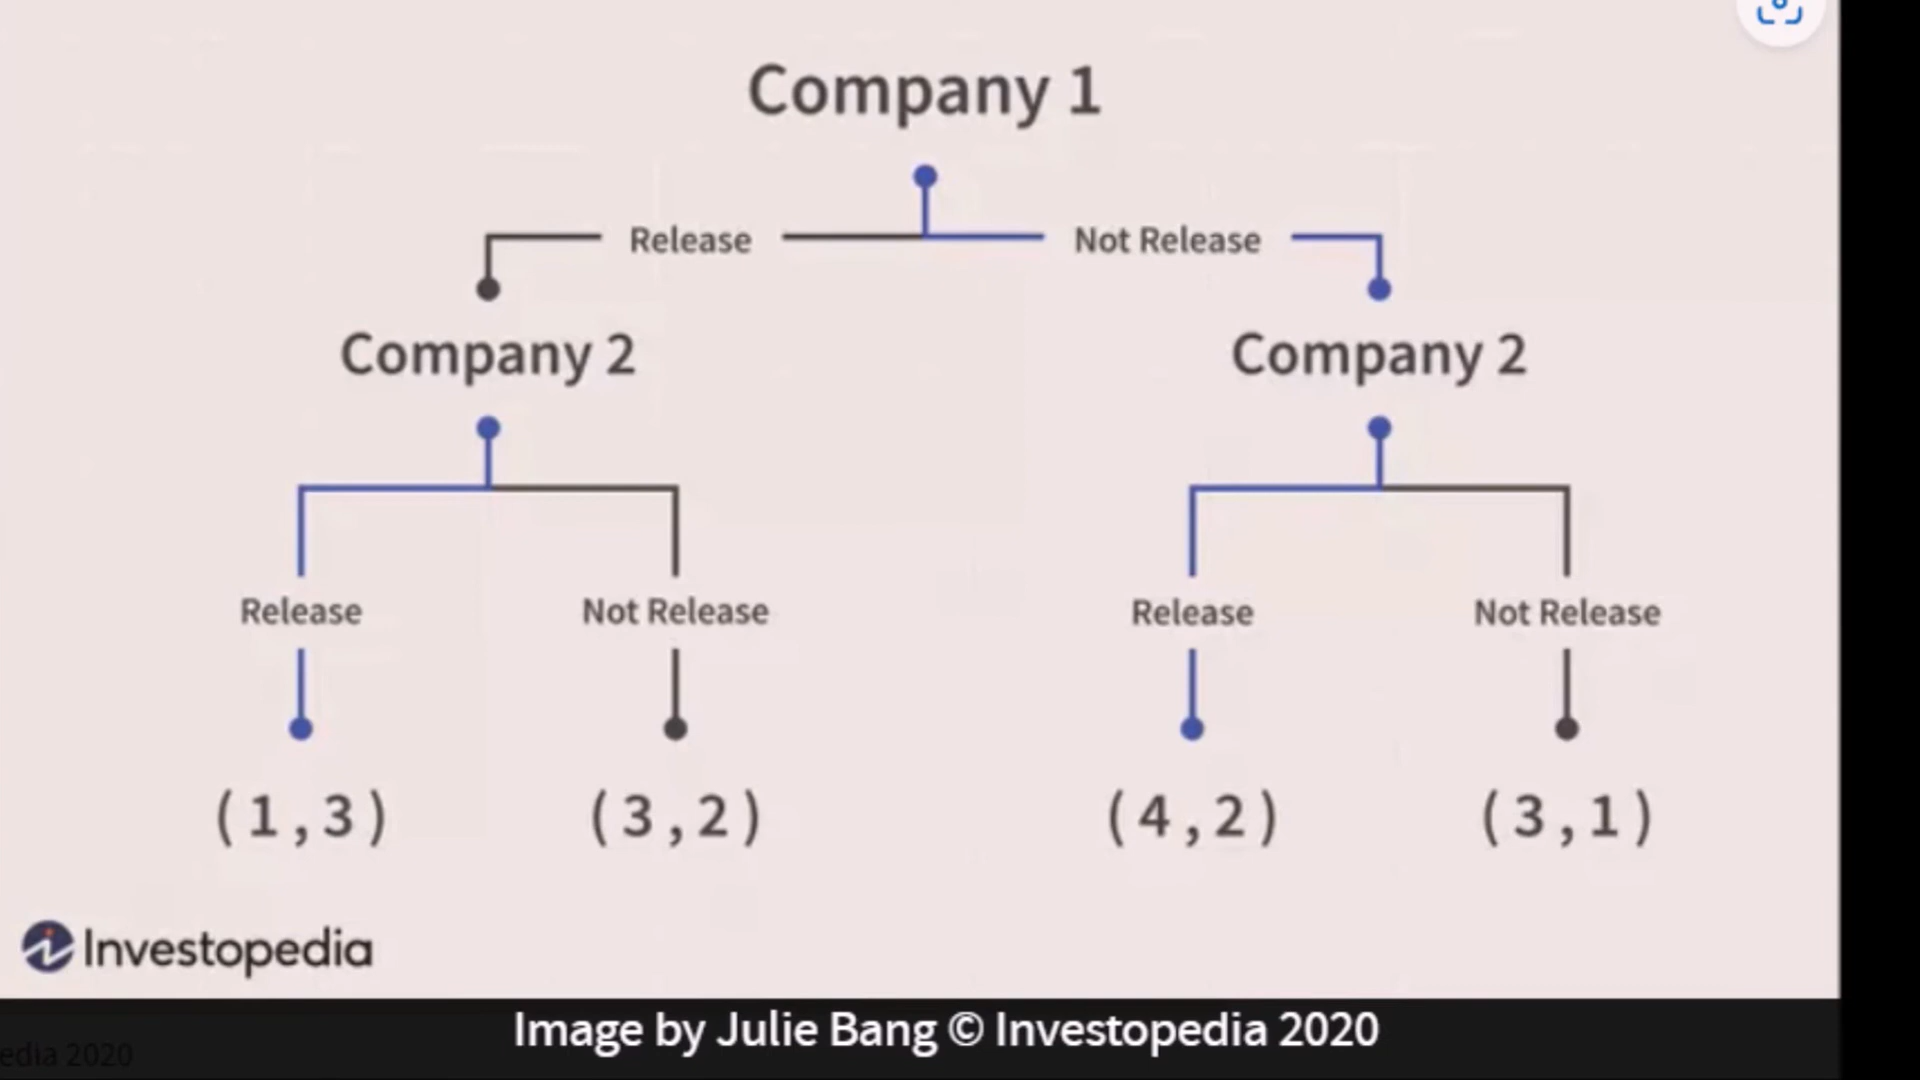 Company 1
Release Not Release
Company 2 Company 2
Release Not Release Release Not Release
(1,3) (3,2) (4,2) (3,1)
Investopedia
Image by Julie Bang © Investopedia 2020
edia 2020